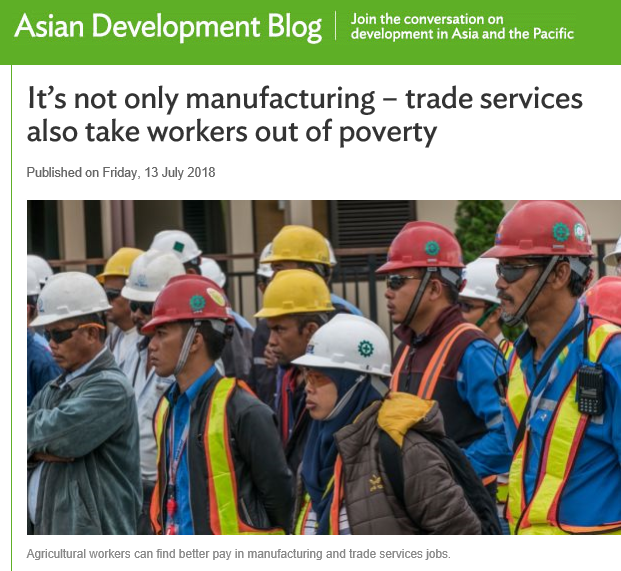 Asian Development Blog
Join the conversation on
development in Asia and the Pacific
It’s not only manufacturing – trade services
also take workers out of poverty
Published on Friday, 13 July 2018
Agricultural workers can find better pay in manufacturing and trade services jobs.